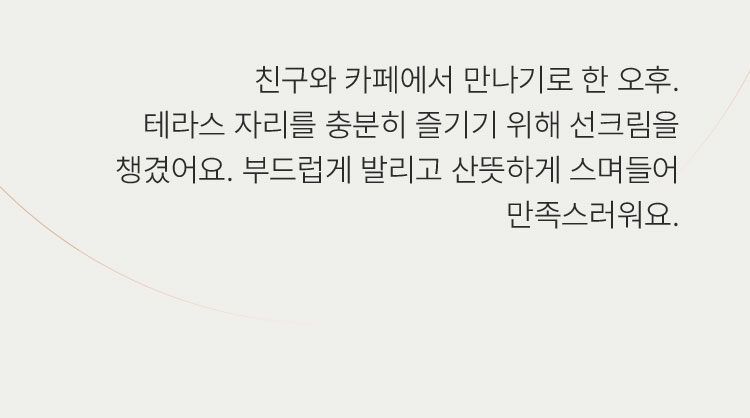 친구와 카페에서 만나기로 한 오후.
테라스 자리를 충분히 즐기기 위해 선크림을
챙겼어요. 부드럽게 발리고 산뜻하게 스며들어
만족스러워요.